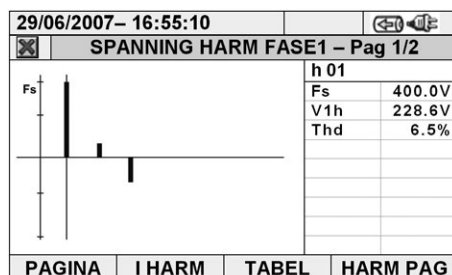 29/06/2007– 16:55:10
SPANNING HARM FASE1 – Pag 1/2
Fs
h 01
Fs 400.0V
V1h 228.6V
Thd 6.5%
PAGINA I HARM TABEL HARM PAG